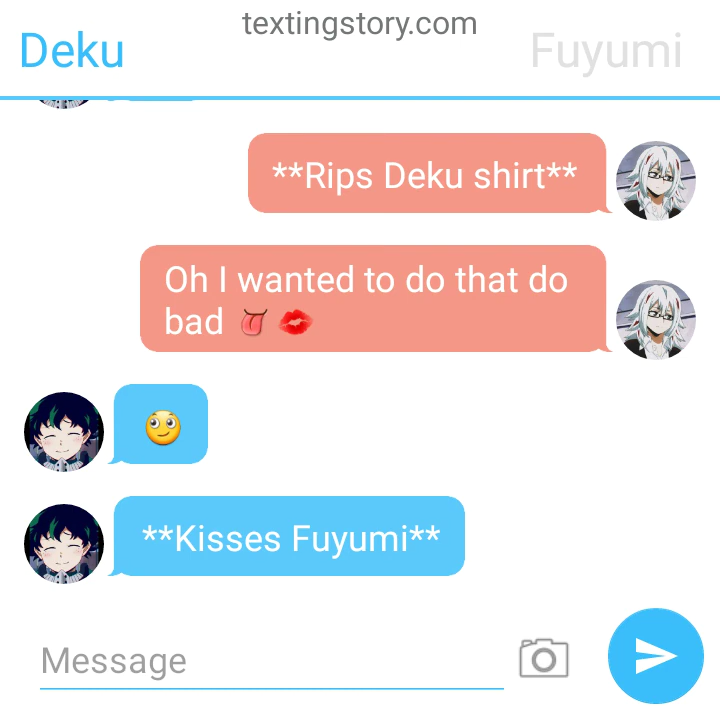 textingstory.com
Deku
Fuyumi
**Rips Deku shirt**
Oh I wanted to do that do
bad 👅 💋
🙄
**Kisses Fuyumi**
Message